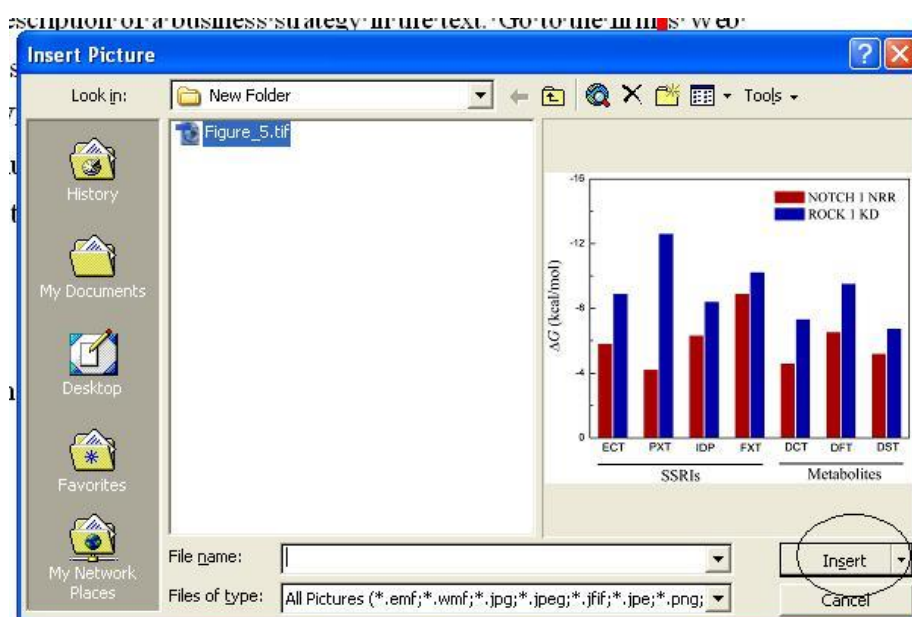 escription of a business strategy in the text. Go to the firm s Web
Insert Picture
Look in: New Folder Tools
Figure_5.tif
History
My Documents
Desktop
Favorites
My Network
Places
-16
-12
-8
-4
0
ΔG (kcal/mol)
NOTCH 1 NRR
ROCK 1 KD
ECT PXT IDP FXT DCT DFT DST
SSRIs Metabolites
File name: Insert
Files of type: All Pictures (*.emf;*.wmf;*.jpg;*.jpeg;*.jfif;*.jpe;*.png; Cancel